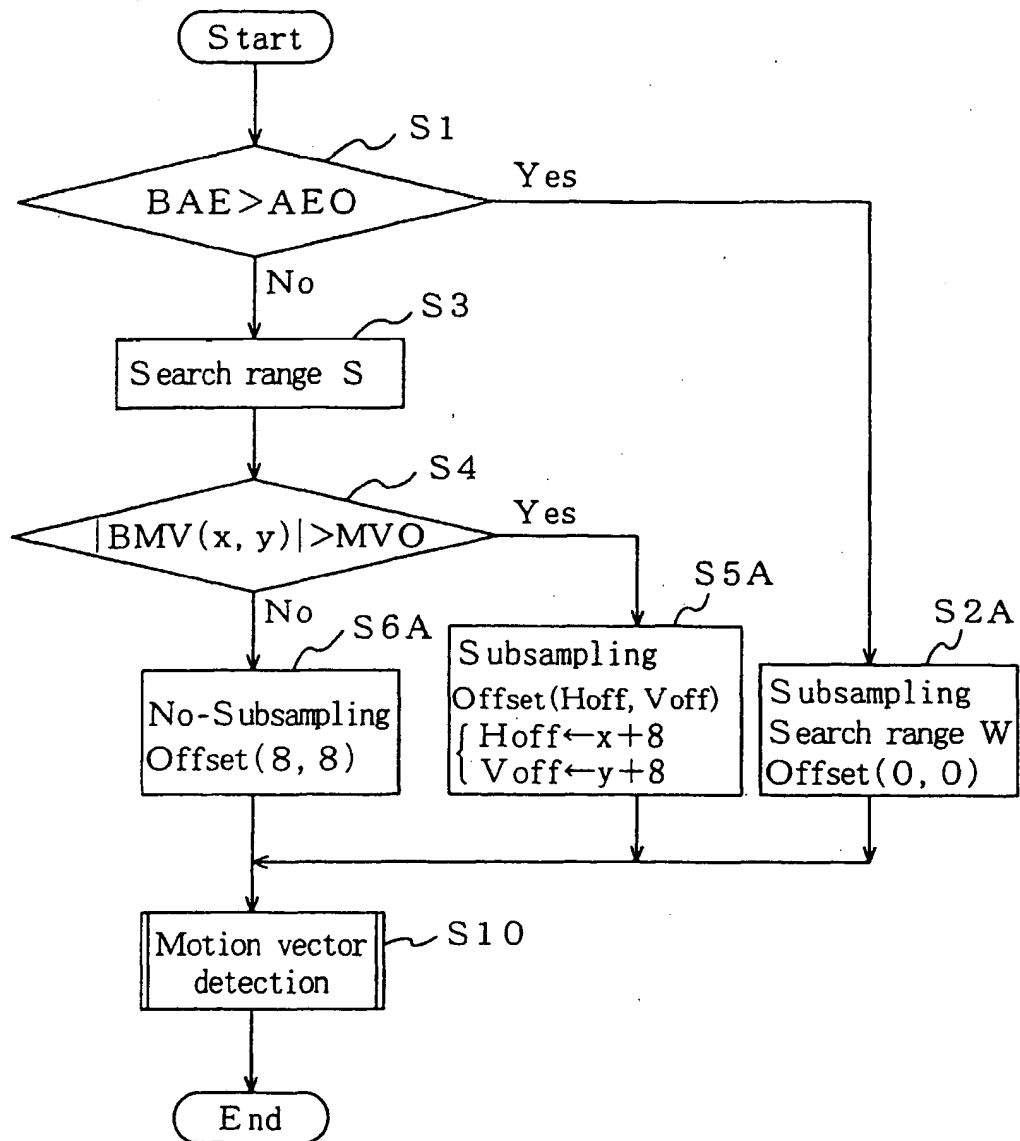 Start
S1
BAE>AEO
Yes
No
S3
Search range S
S4
|BMV(x, y)|>MVO
Yes
No
S6A
No-Subsampling
Offset(8, 8)
S5A
Subsampling
Offset(Hoff, Voff)
{ Hoff←x+8
Voff←y+8
S2A
Subsampling
Search range W
Offset(0, 0)
Motion vector
detection
S10
End